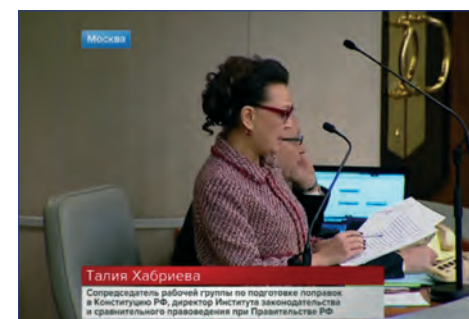 Москва
Талия Хабриева
Сопредседатель рабочей группы по подготовке поправок
в Конституцию РФ, директор Института законодательства
и сравнительного правоведения при Правительстве РФ